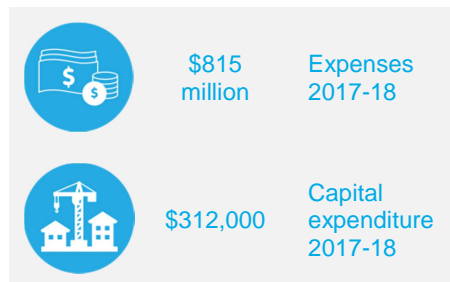 $
$
$815
million
Expenses
2017-18
$312,000
Capital
expenditure
2017-18